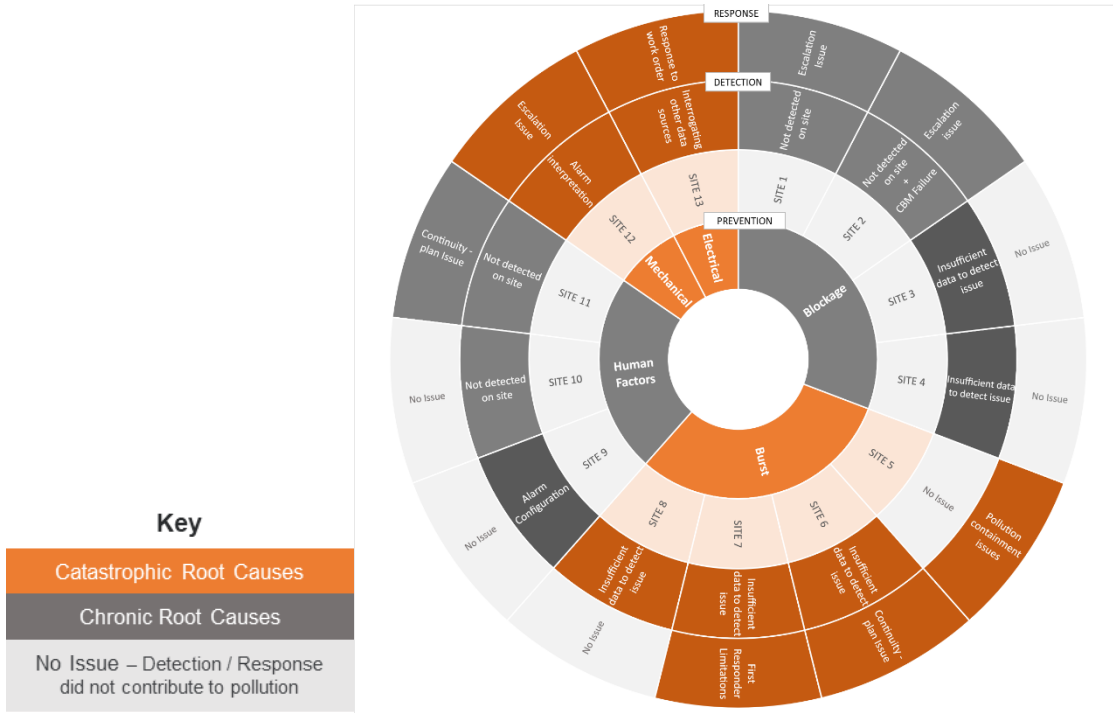 RESPONSE
DETECTION
PREVENTION
Escalation
Issue
Not detected
on site
SITE 1
Blockage
Escalation
issue
Not detected
on site
+
CBM Failure
SITE 2
No Issue
Insufficient
data to detect
issue
SITE 3
No Issue
Insufficient data
to detect issue
SITE 4
Pollution
containment
issues
No Issue
SITE 5
Burst
Continuity -
plan Issue
Insufficient
data to detect
issue
SITE 6
First
Responder
Limitations
Insufficient
data to detect
issue
SITE 7
No Issue
Insufficient
data to detect
issue
SITE 8
No Issue
Alarm
Configuration
SITE 9
Human
Factors
No Issue
Not detected
on site
SITE 10
Continuity -
plan Issue
Not detected
on site
SITE 11
Escalation
Issue
Alarm
interpretation
SITE 12
Mechanical
Response to
work order
Interrogating
other data
sources
SITE 13
Electrical
Key
Catastrophic Root Causes
Chronic Root Causes
No Issue – Detection / Response
did not contribute to pollution